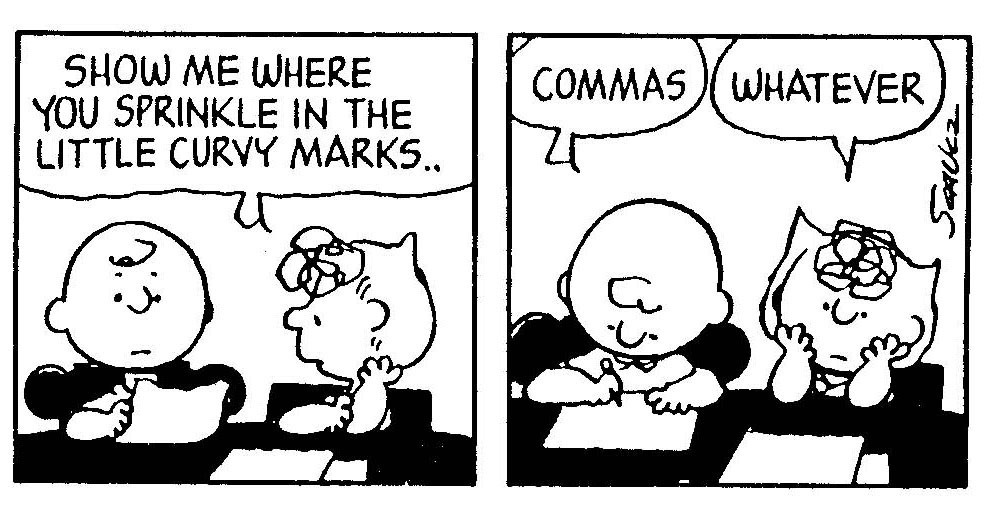 SHOW ME WHERE
YOU SPRINKLE IN THE
LITTLE CURVY MARKS..
COMMAS
WHATEVER
SCHULZ